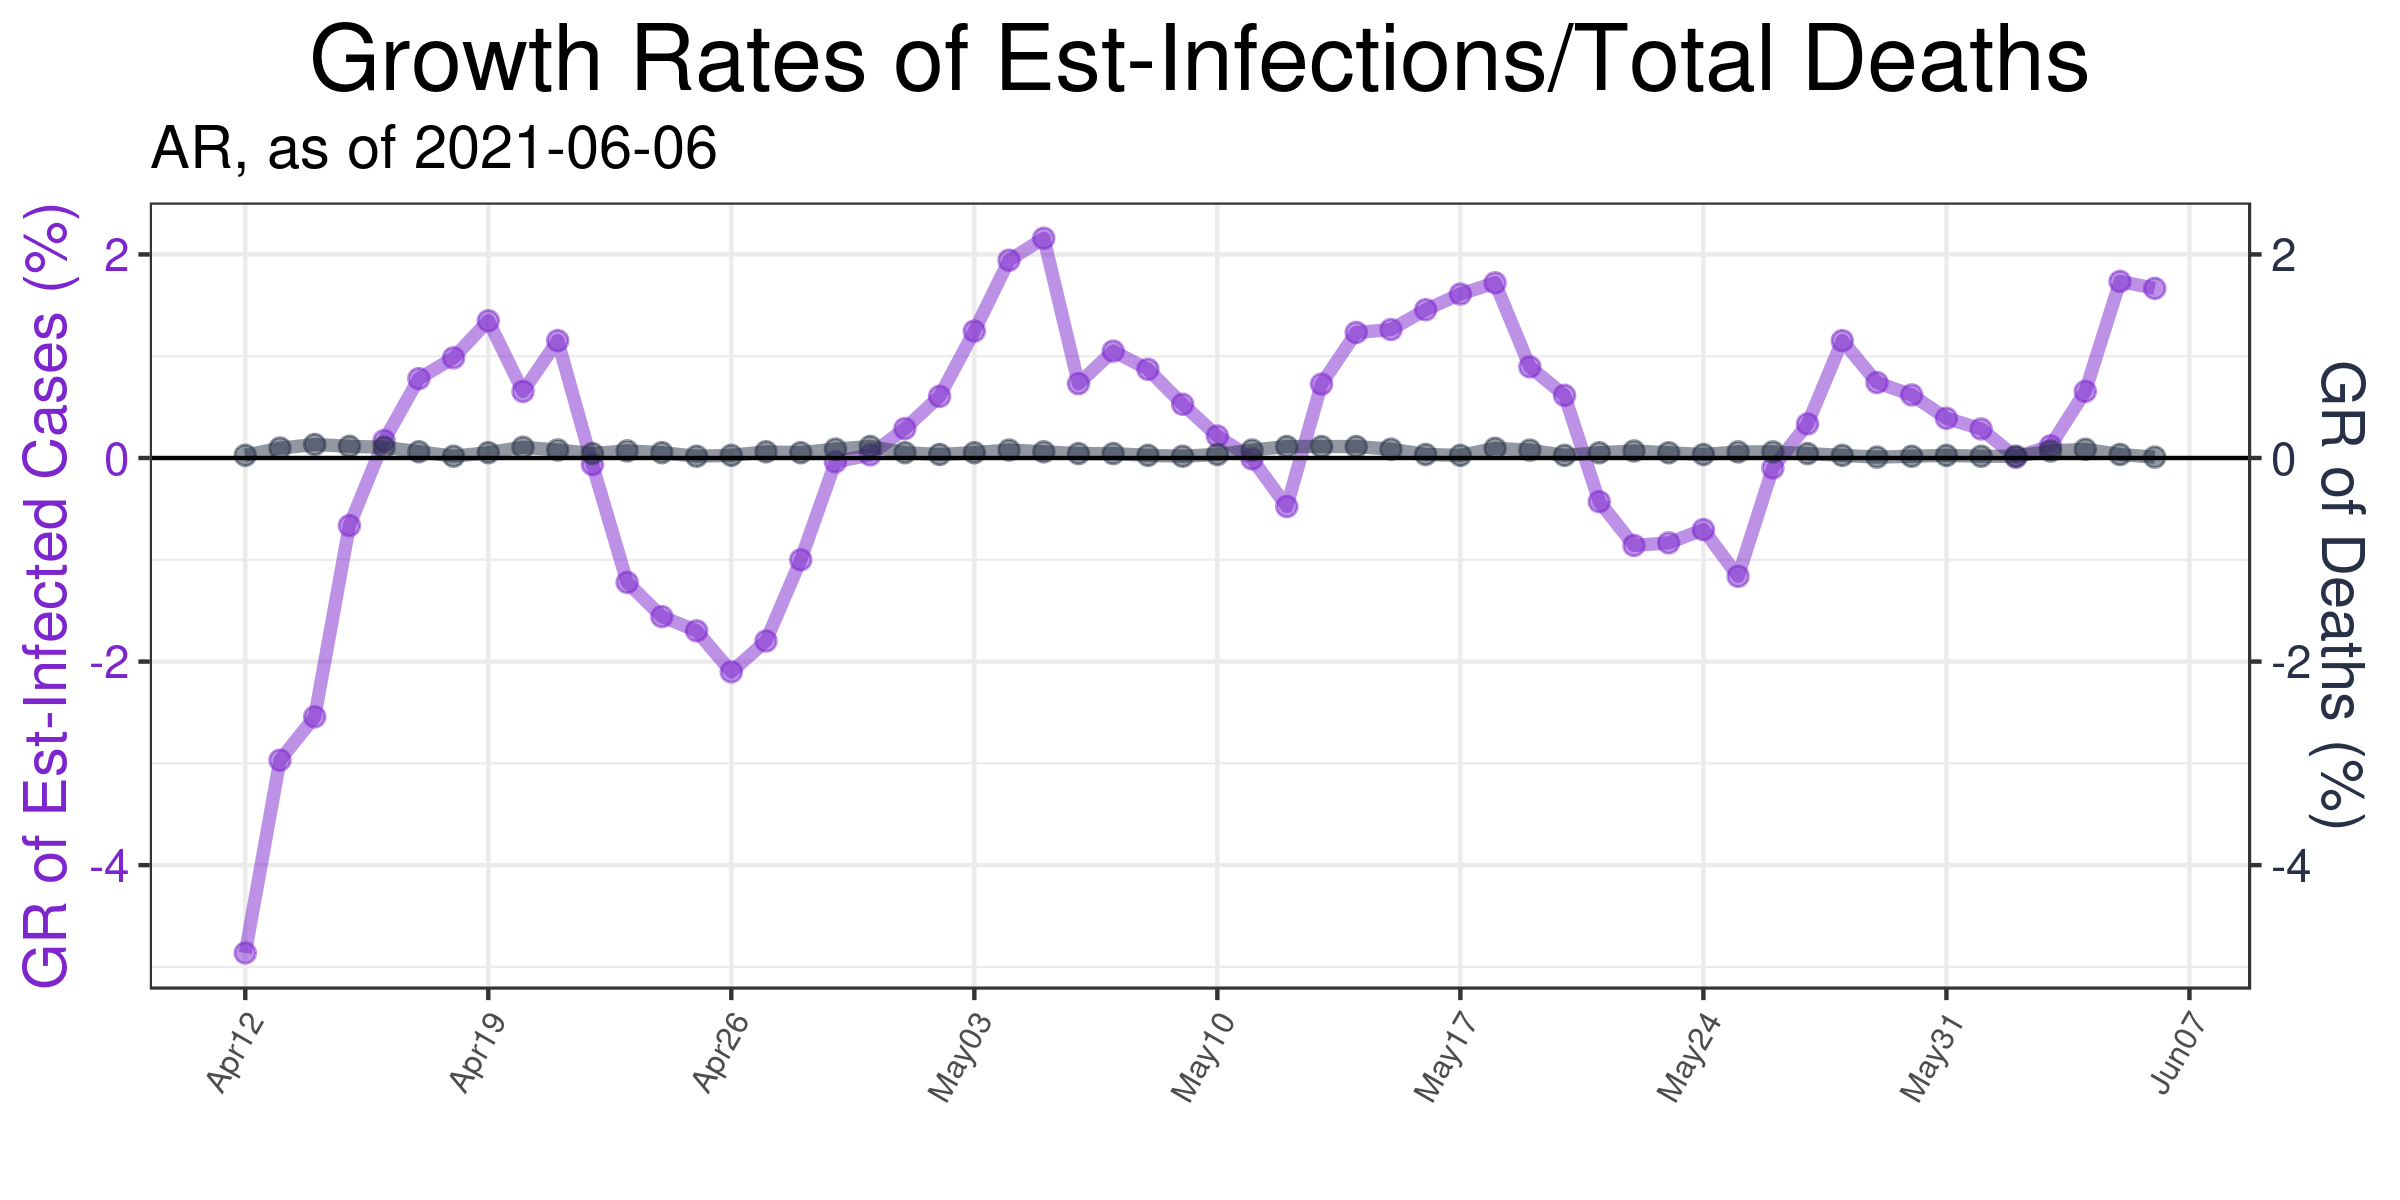 Growth Rates of Est-Infections/Total Deaths
AR, as of 2021-06-06
GR of Est-Infected Cases (%)
2
0
-2
-4
2
0
-2
-4
GR of Deaths (%)
Apr12
Apr19
Apr26
May03
May10
May17
May24
May31
Jun07